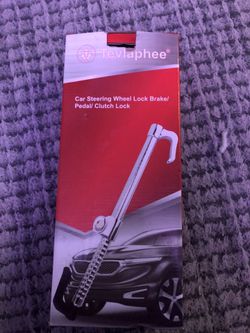 Tevlaphee®
Car Steering Wheel Lock Brake/
Pedal/ Clutch Lock